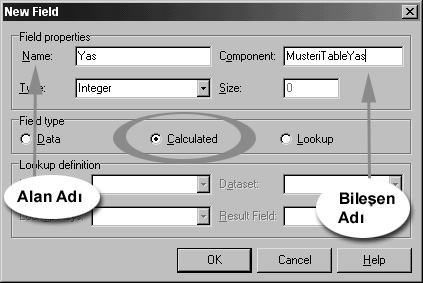 New Field
Field properties
Name: Yas Component: MusteriTableYas
Type: Integer Size: 0
Field type
Data Calculated Lookup
Lookup definition
Dataset:
Alan Adı
Bileşen
Adı
Result Field:
OK Cancel Help